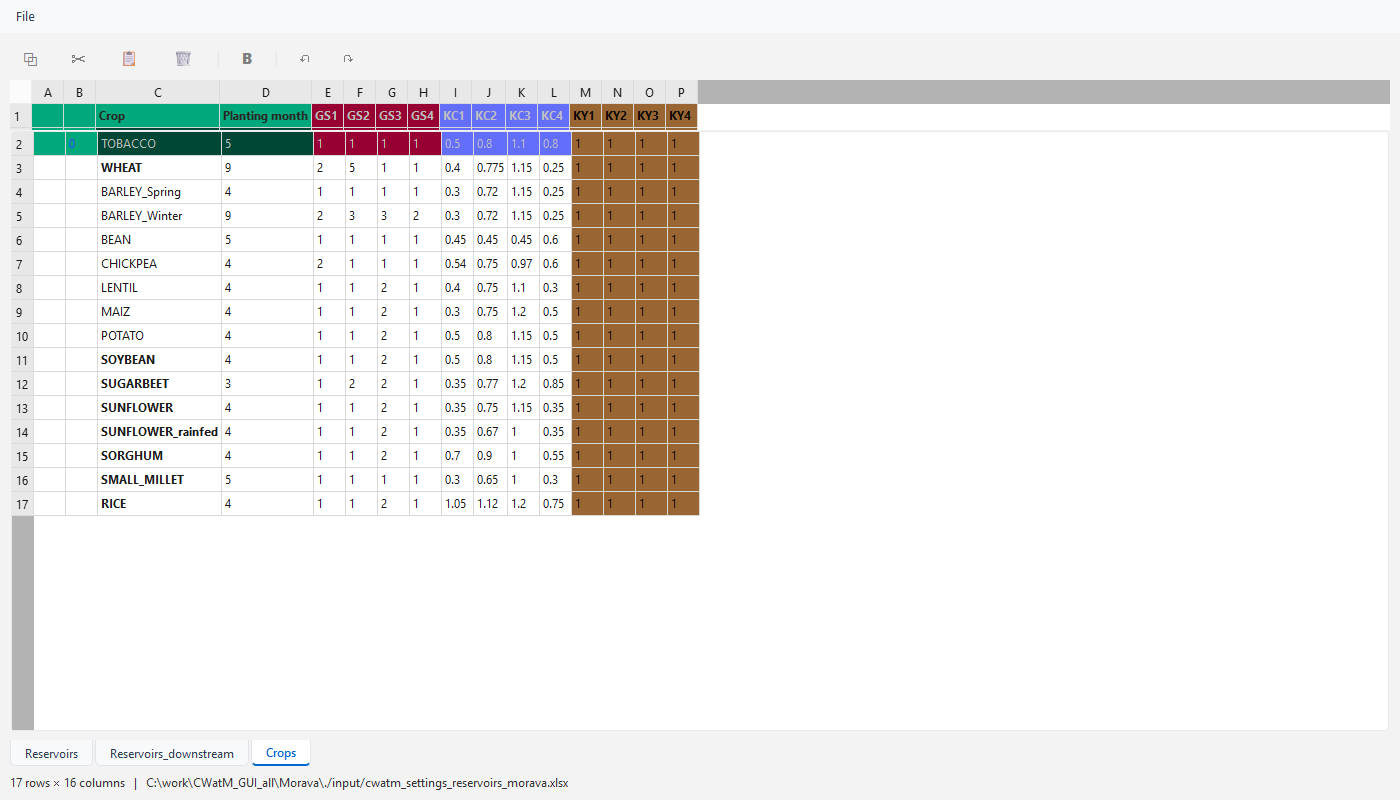 File
B
A B C D E F G H I J K L M N O P
1 Crop Planting month GS1 GS2 GS3 GS4 KC1 KC2 KC3 KC4 KY1 KY2 KY3 KY4
2 0 TOBACCO 5 1 1 1 1 0.5 0.8 1.1 0.8 1 1 1 1
3 WHEAT 9 2 5 1 1 0.4 0.775 1.15 0.25 1 1 1 1
4 BARLEY_Spring 4 1 1 1 1 0.3 0.72 1.15 0.25 1 1 1 1
5 BARLEY_Winter 9 2 3 3 2 0.3 0.72 1.15 0.25 1 1 1 1
6 BEAN 5 1 1 1 1 0.45 0.45 0.45 0.6 1 1 1 1
7 CHICKPEA 4 2 1 1 1 0.54 0.75 0.97 0.6 1 1 1 1
8 LENTIL 4 1 1 2 1 0.4 0.75 1.1 0.3 1 1 1 1
9 MAIZ 4 1 1 2 1 0.3 0.75 1.2 0.5 1 1 1 1
10 POTATO 4 1 1 2 1 0.5 0.8 1.15 0.5 1 1 1 1
11 SOYBEAN 4 1 1 2 1 0.5 0.8 1.15 0.5 1 1 1 1
12 SUGARBEET 3 1 2 2 1 0.35 0.77 1.2 0.85 1 1 1 1
13 SUNFLOWER 4 1 1 2 1 0.35 0.75 1.15 0.35 1 1 1 1
14 SUNFLOWER_rainfed 4 1 1 2 1 0.35 0.67 1 0.35 1 1 1 1
15 SORGHUM 4 1 1 2 1 0.7 0.9 1 0.55 1 1 1 1
16 SMALL_MILLET 5 1 1 1 1 0.3 0.65 1 0.3 1 1 1 1
17 RICE 4 1 1 2 1 1.05 1.12 1.2 0.75 1 1 1 1
Reservoirs Reservoirs_downstream Crops
17 rows × 16 columns | C:\work\CWatM_GUI_all\Morava\./input/cwatm_settings_reservoirs_morava.xlsx